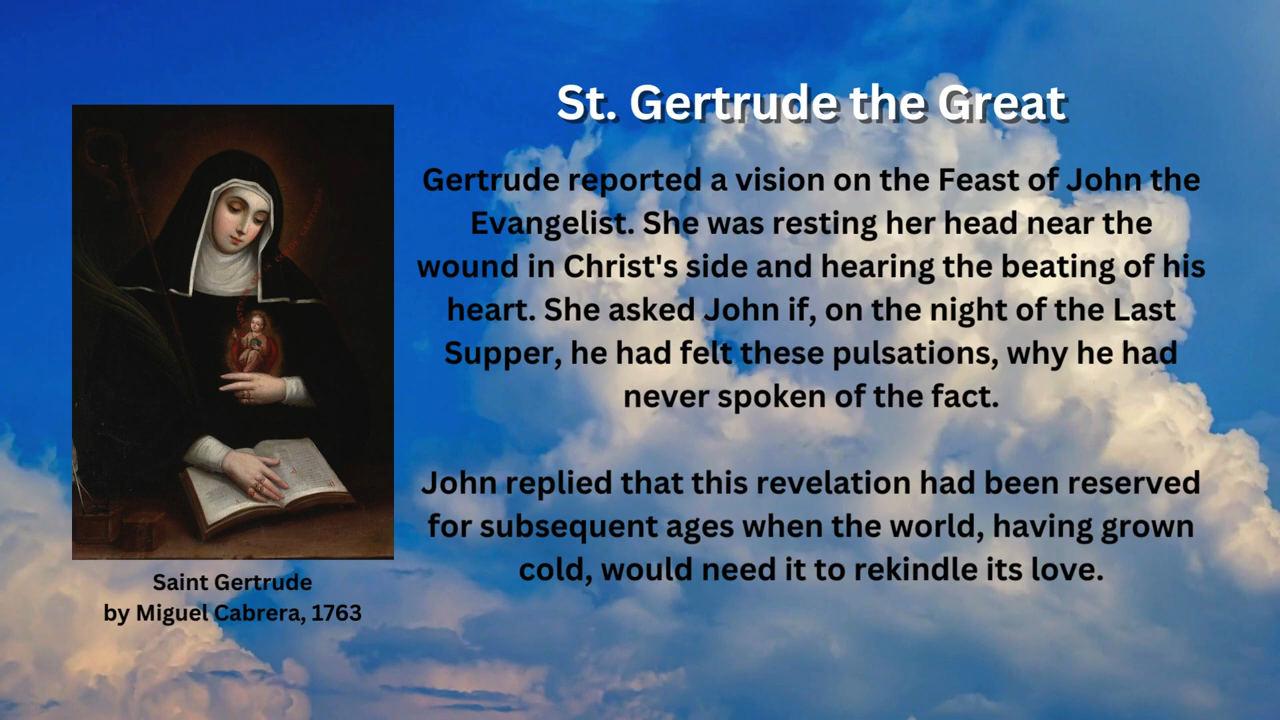 St. Gertrude the Great
Gertrude reported a vision on the Feast of John the
Evangelist. She was resting her head near the
wound in Christ's side and hearing the beating of his
heart. She asked John if, on the night of the Last
Supper, he had felt these pulsations, why he had
never spoken of the fact.
John replied that this revelation had been reserved
for subsequent ages when the world, having grown
cold, would need it to rekindle its love.
Saint Gertrude
by Miguel Cabrera, 1763